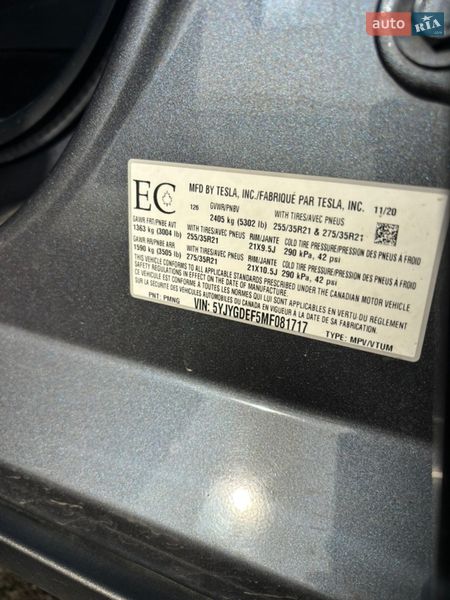 auto RIA
.com
EC
MFD BY TESLA, INC./FABRIQUÉ PAR TESLA, INC. 11/20
126 GVWR/PNBV WITH TIRES/AVEC PNEUS
2405 kg (5302 lb) 255/35R21 & 275/35R21
GAWR FRT/PNBE AVT WITH TIRES/AVEC PNEUS RIM/JANTE COLD TIRE PRESSURE/PRESSION DES PNEUS À FROID
1363 kg (3004 lb) 255/35R21 21X9.5J 290 kPa, 42 psi
GAWR RR/PNBE ARR WITH TIRES/AVEC PNEUS RIM/JANTE COLD TIRE PRESSURE/PRESSION DES PNEUS À FROID
1590 kg (3505 lb) 275/35R21 21X10.5J 290 kPa, 42 psi
THIS VEHICLE CONFORMS TO ALL APPLICABLE STANDARDS PRESCRIBED UNDER THE CANADIAN MOTOR VEHICLE
SAFETY REGULATIONS IN EFFECT ON THE DATE OF MANUFACTURE
CE VÉHICULE EST CONFORME À TOUTES LES NORMES QUI LUI SONT APPLICABLES EN VERTU DU RÈGLEMENT
SUR LA SÉCURITÉ DES VÉHICULES AUTOMOBILES DU CANADA EN VIGUEUR À LA DATE DE SA FABRICATION
PNT: PMNG VIN: 5YJYGDEF5MF081717 TYPE: MPV/VTUM